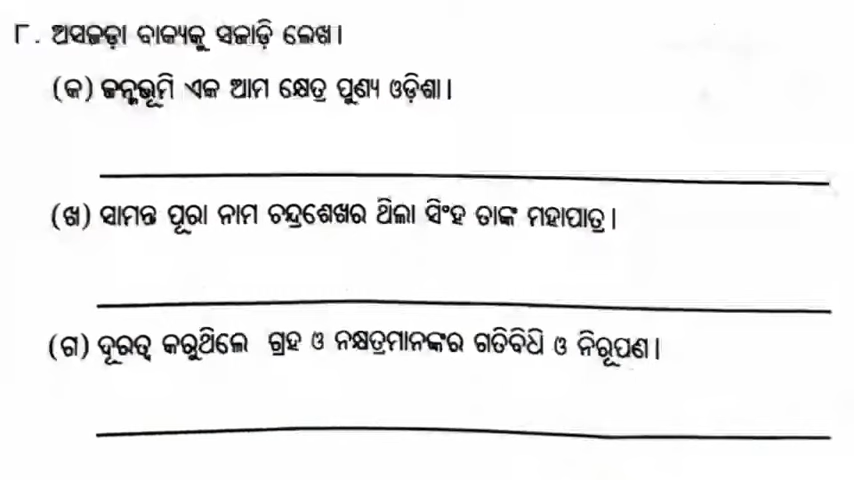 ୮. ଅସଜଡ଼ା ବାକ୍ୟକୁ ସଜାଡ଼ି ଲେଖ।
(କ) ଜନ୍ମଭୂମି ଏକ ଆମ କ୍ଷେତ୍ର ପୁଣ୍ୟ ଓଡ଼ିଶା।
(ଖ) ସାମନ୍ତ ପୂରା ନାମ ଚନ୍ଦ୍ରଶେଖର ଥିଲା ସିଂହ ତାଙ୍କ ମହାପାତ୍ର।
(ଗ) ଦୂରତ୍ୱ କରୁଥିଲେ ଗ୍ରହ ଓ ନକ୍ଷତ୍ରମାନଙ୍କର ଗତିବିଧି ଓ ନିରୂପଣ।